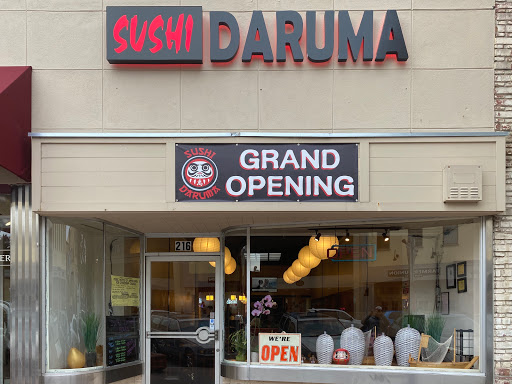 SUSHI DARUMA
SUSHI
DARUMA
GRAND
OPENING
216
WE'RE
OPEN